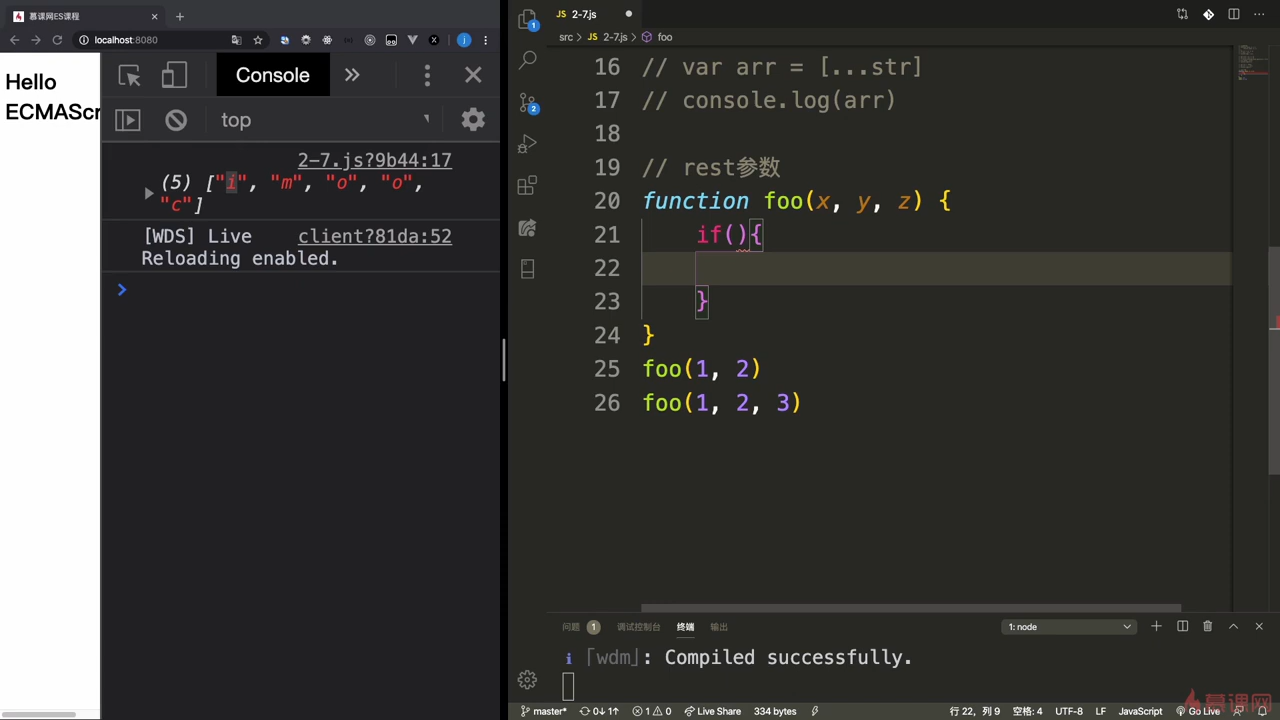 慕课网ES课程
localhost:8080
Hello
ECMAScr
Console
top
2-7.js?9b44:17
(5) ["i", "m", "o", "o",
"c"]
[WDS] Live
client?81da:52
Reloading enabled.
2-7.js
src > 2-7.js > foo
16 // var arr = [...str]
17 // console.log(arr)
18
19 // rest参数
20 function foo(x, y, z) {
21 if(){
22
23 }
24 }
25 foo(1, 2)
26 foo(1, 2, 3)
问题 1 调试控制台 终端 输出
1: node
i ｢wdm｣: Compiled successfully.
master* 0↓ 1↑ 1 0 Live Share 334 bytes
行 22，列 9 空格: 4 UTF-8 LF JavaScript Go Live
慕课网